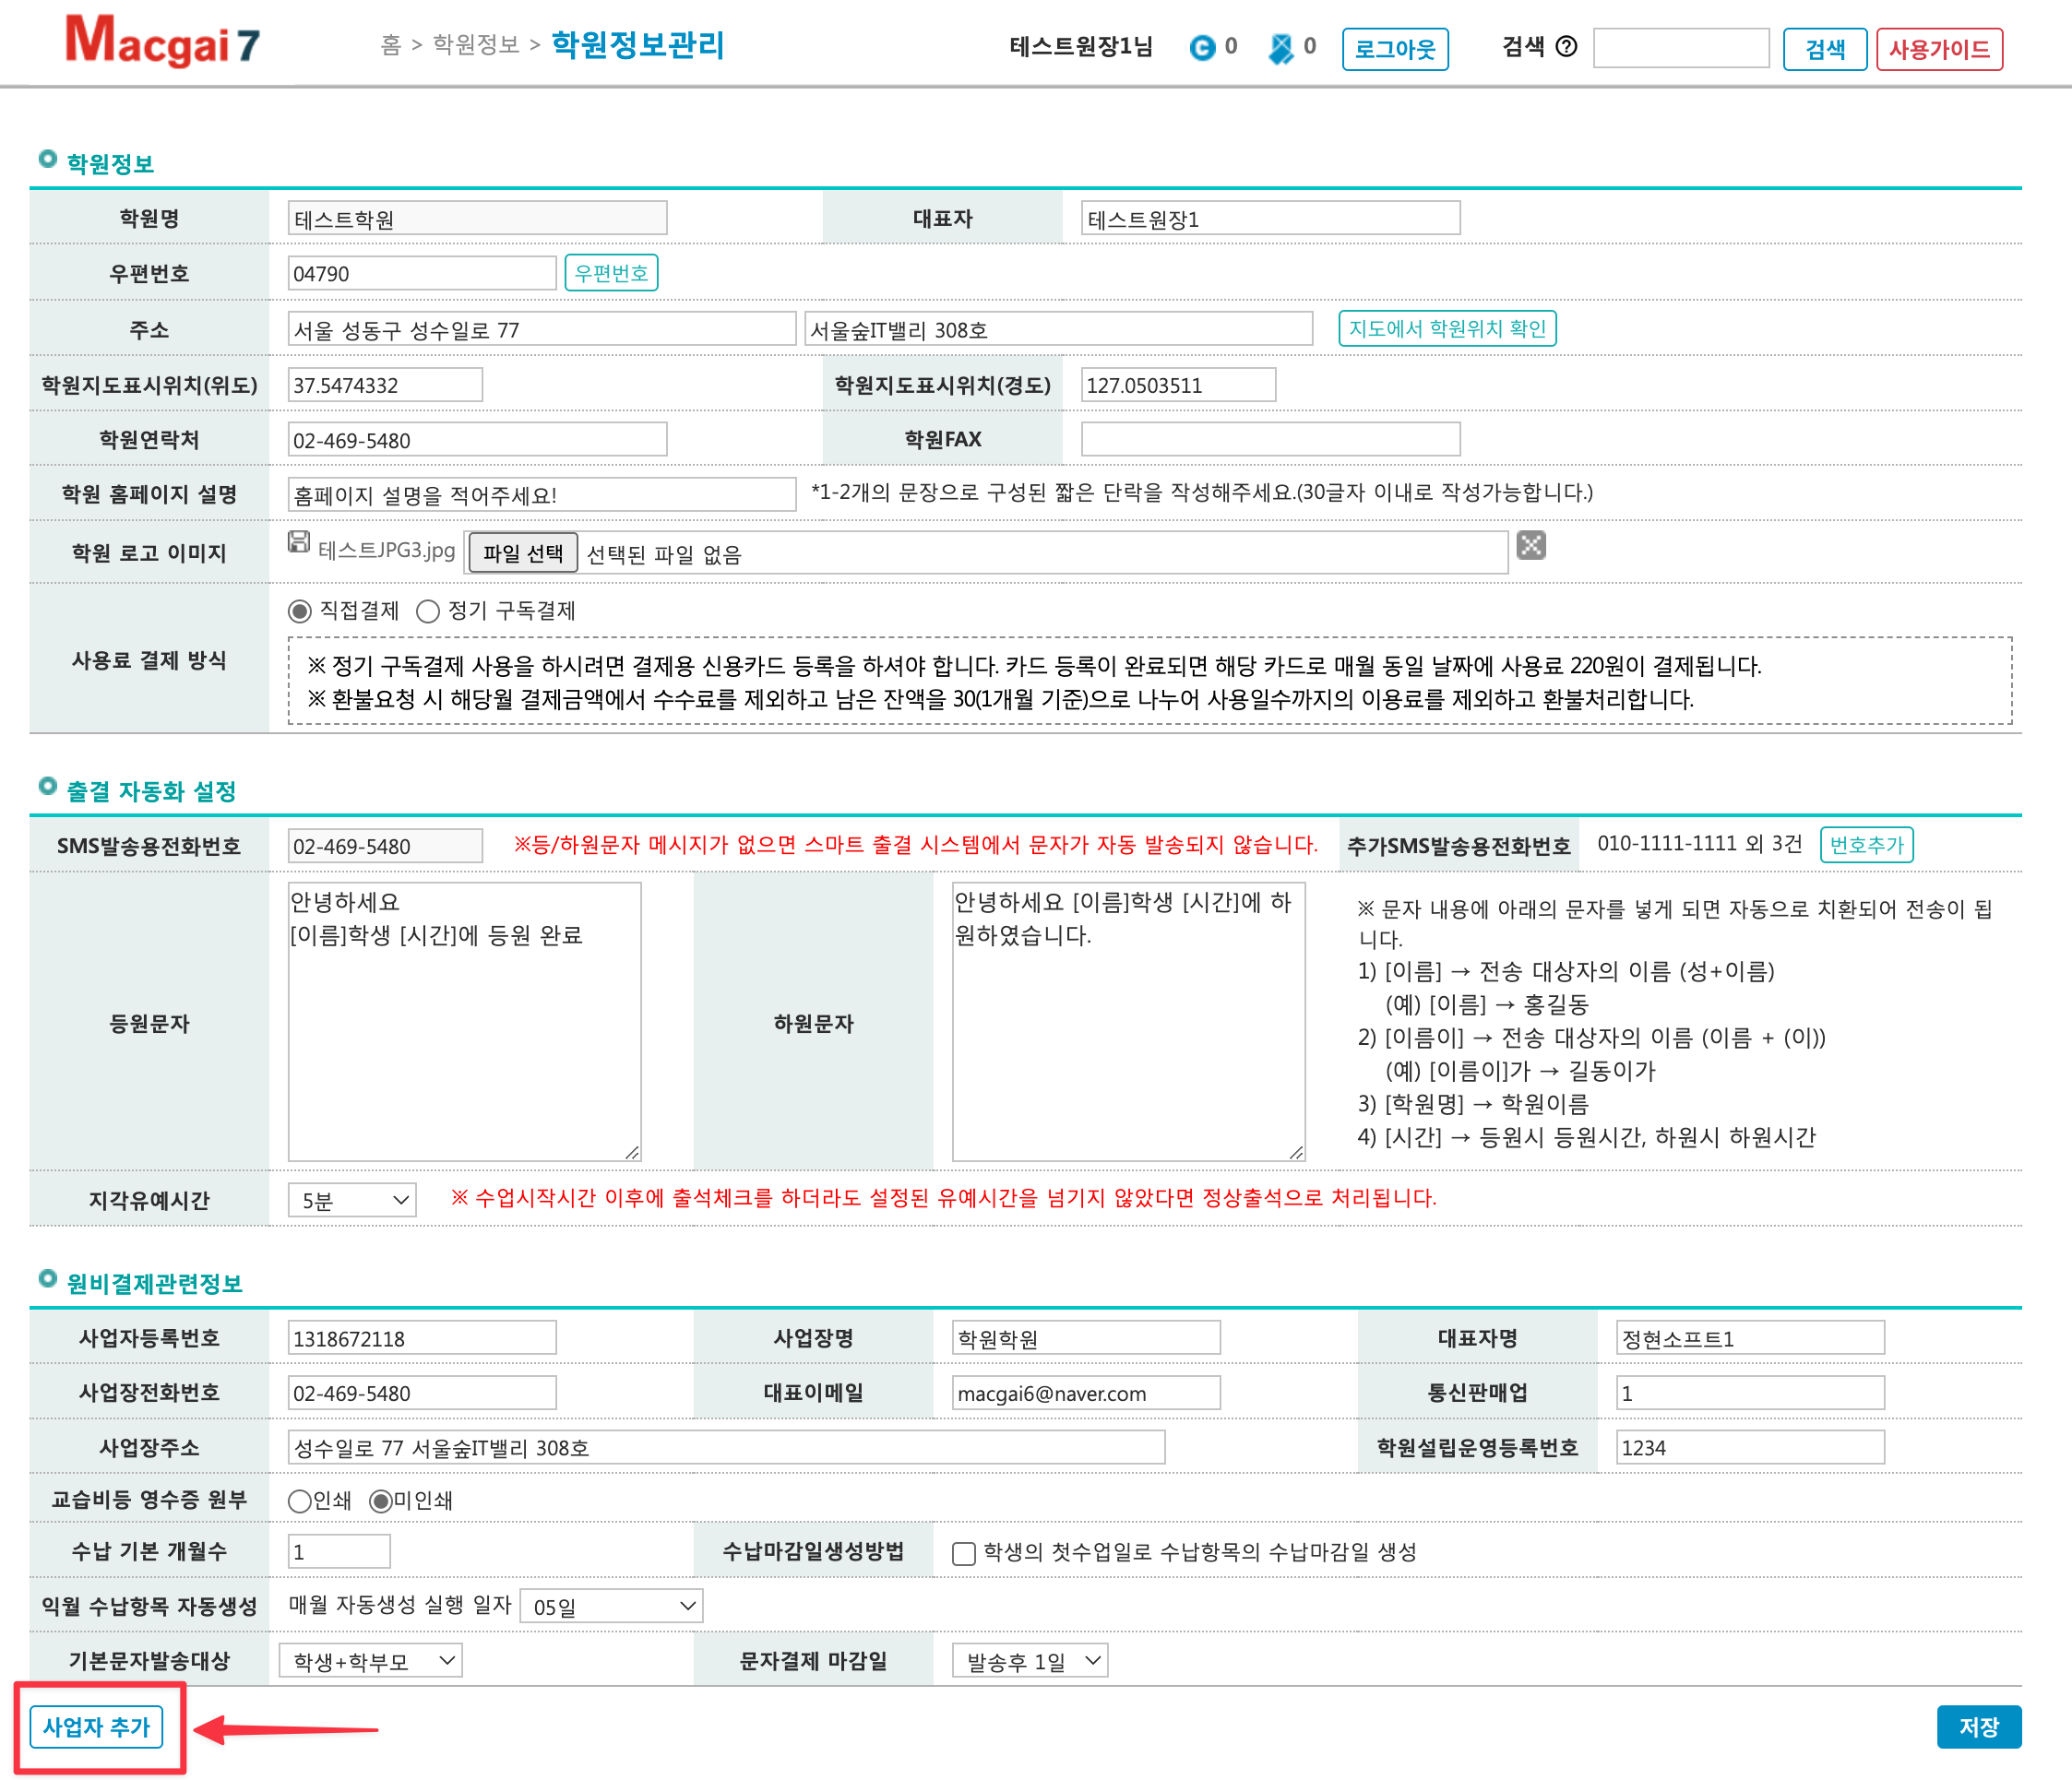 Macgai 7
홈 > 학원정보 > 학원정보관리
테스트원장1님 C 0 0 로그아웃 검색 ? 검색 사용가이드
학원정보
학원명 테스트학원 대표자 테스트원장1
우편번호 04790 우편번호
주소 서울 성동구 성수일로 77 서울숲IT밸리 308호 지도에서 학원위치 확인
학원지도표시위치(위도) 37.5474332 학원지도표시위치(경도) 127.0503511
학원연락처 02-469-5480 학원FAX
학원 홈페이지 설명 홈페이지 설명을 적어주세요! *1-2개의 문장으로 구성된 짧은 단락을 작성해주세요.(30글자 이내로 작성가능합니다.)
학원 로고 이미지 테스트JPG3.jpg 파일 선택 선택된 파일 없음
사용료 결제 방식 직접결제 정기 구독결제
※ 정기 구독결제 사용을 하시려면 결제용 신용카드 등록을 하셔야 합니다. 카드 등록이 완료되면 해당 카드로 매월 동일 날짜에 사용료 220원이 결제됩니다.
※ 환불요청 시 해당월 결제금액에서 수수료를 제외하고 남은 잔액을 30(1개월 기준)으로 나누어 사용일수까지의 이용료를 제외하고 환불처리합니다.
출결 자동화 설정
SMS발송용전화번호 02-469-5480 ※등/하원문자 메시지가 없으면 스마트 출결 시스템에서 문자가 자동 발송되지 않습니다. 추가SMS발송용전화번호 010-1111-1111 외 3건 번호추가
등원문자
안녕하세요
[이름]학생 [시간]에 등원 완료
하원문자
안녕하세요 [이름]학생 [시간]에 하
원하였습니다.
※ 문자 내용에 아래의 문자를 넣게 되면 자동으로 치환되어 전송이 됩
니다.
1) [이름] → 전송 대상자의 이름 (성+이름)
(예) [이름] → 홍길동
2) [이름이] → 전송 대상자의 이름 (이름 + (이))
(예) [이름이]가 → 길동이가
3) [학원명] → 학원이름
4) [시간] → 등원시 등원시간, 하원시 하원시간
지각유예시간 5분 ※ 수업시작시간 이후에 출석체크를 하더라도 설정된 유예시간을 넘기지 않았다면 정상출석으로 처리됩니다.
원비결제관련정보
사업자등록번호 1318672118 사업장명 학원학원 대표자명 정현소프트1
사업장전화번호 02-469-5480 대표이메일 macgai6@naver.com 통신판매업 1
사업장주소 성수일로 77 서울숲IT밸리 308호 학원설립운영등록번호 1234
교습비등 영수증 원부 인쇄 미인쇄
수납 기본 개월수 1 수납마감일생성방법 학생의 첫수업일로 수납항목의 수납마감일 생성
익월 수납항목 자동생성 매월 자동생성 실행 일자 05일
기본문자발송대상 학생+학부모 문자결제 마감일 발송후 1일
사업자 추가 저장